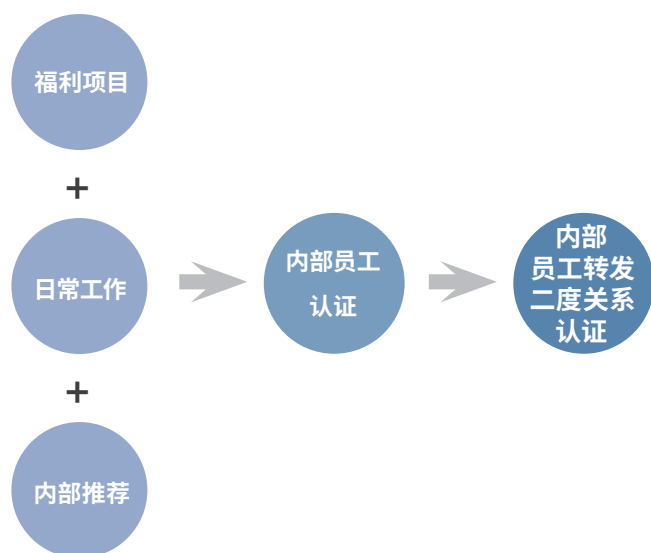 福利项目
+
日常工作
+
内部推荐
内部员工
认证
内部
员工转发
二度关系
认证